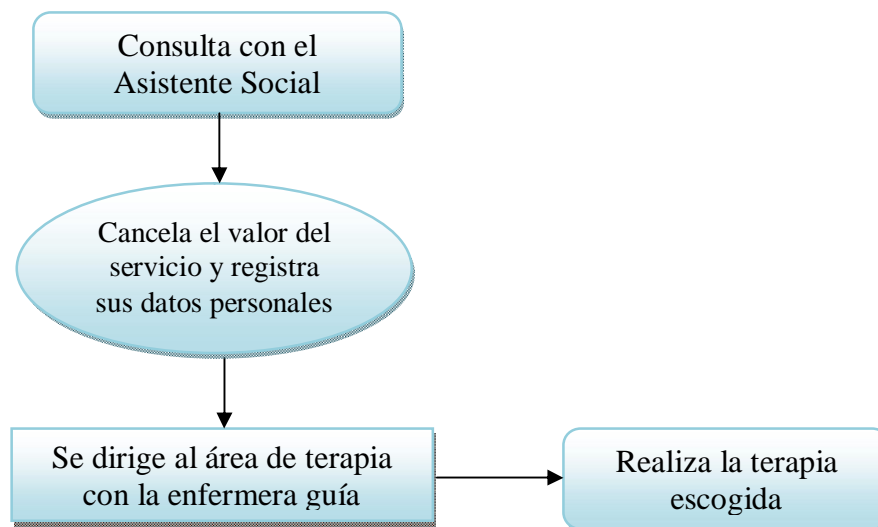 Consulta con el
Asistente Social
Cancela el valor del
servicio y registra
sus datos personales
Se dirige al área de terapia
con la enfermera guía
Realiza la terapia
escogida